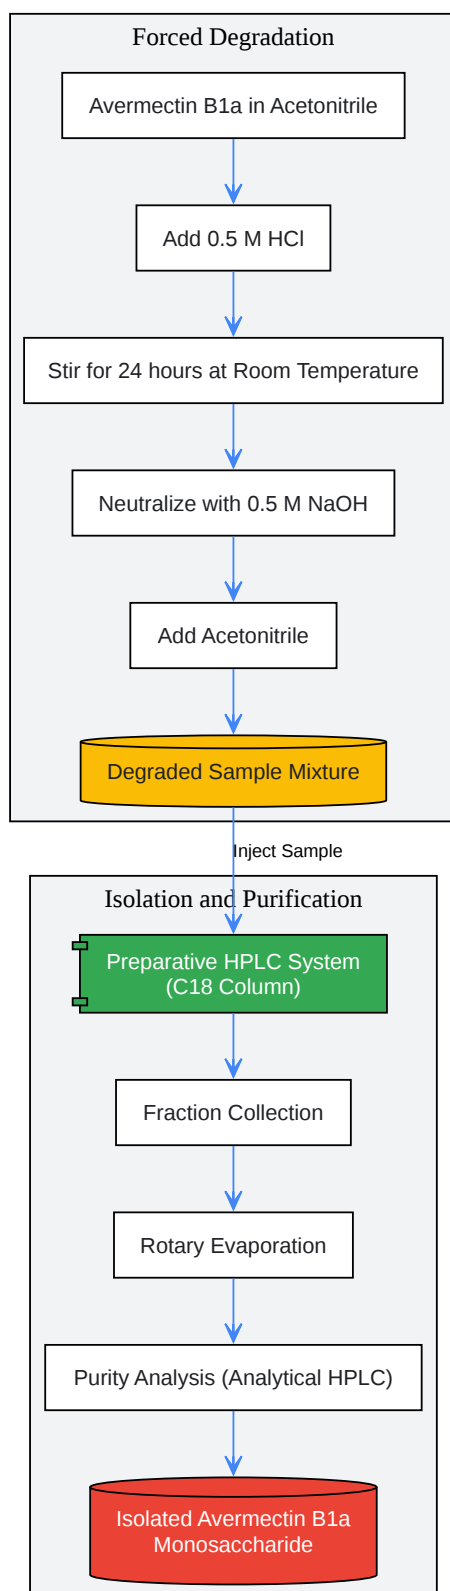 Forced Degradation
Avermectin B1a in Acetonitrile
Add 0.5 M HCl
Stir for 24 hours at Room Temperature
Neutralize with 0.5 M NaOH
Add Acetonitrile
Degraded Sample Mixture
Inject Sample
Isolation and Purification
Preparative HPLC System
(C18 Column)
Fraction Collection
Rotary Evaporation
Purity Analysis (Analytical HPLC)
Isolated Avermectin B1a
Monosaccharide